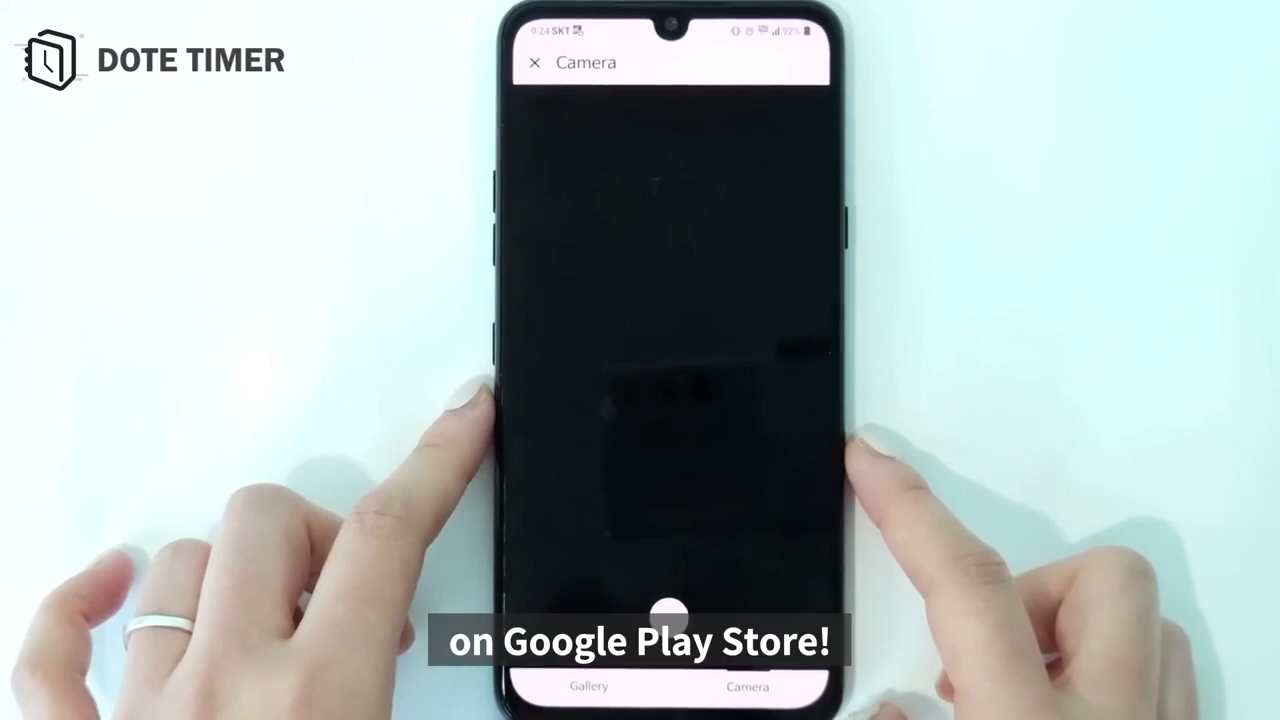 DOTE TIMER
9:24 SKT
92%
Camera
on Google Play Store!
Gallery
Camera